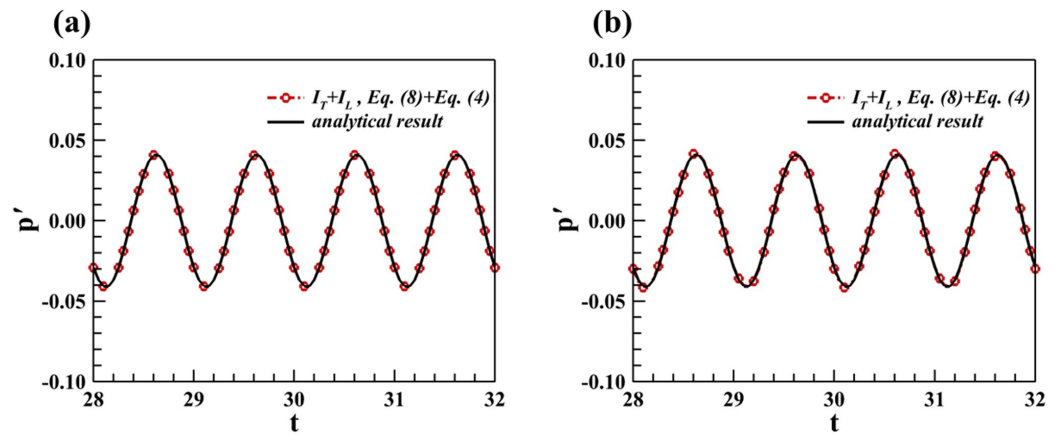 (a)
0.10
I_T+I_L , Eq. (8)+Eq. (4)
analytical result
0.05
p′
0.00
-0.05
-0.10
28
29
30
31
32
t
(b)
0.10
I_T+I_L , Eq. (8)+Eq. (4)
analytical result
0.05
p′
0.00
-0.05
-0.10
28
29
30
31
32
t